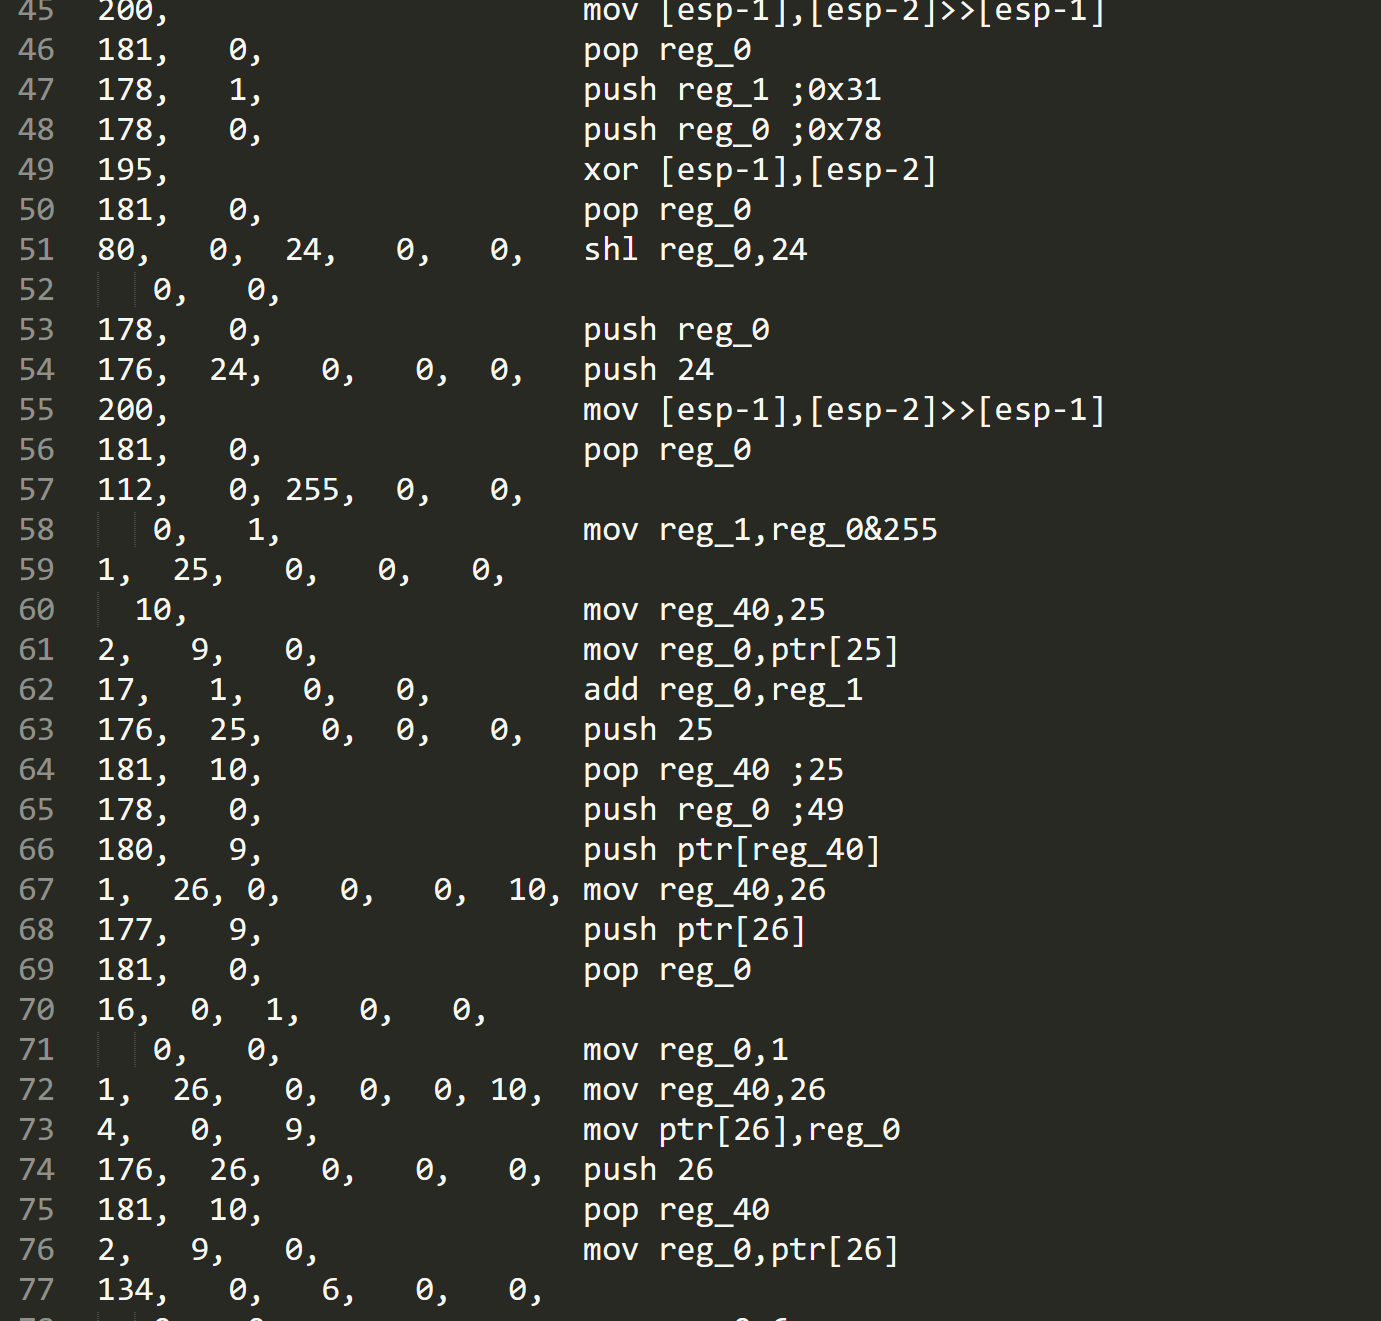 45 200, mov [esp-1],[esp-2]>>[esp-1]
46 181, 0, pop reg_0
47 178, 1, push reg_1 ;0x31
48 178, 0, push reg_0 ;0x78
49 195, xor [esp-1],[esp-2]
50 181, 0, pop reg_0
51 80, 0, 24, 0, 0, shl reg_0,24
52 0, 0,
53 178, 0, push reg_0
54 176, 24, 0, 0, 0, push 24
55 200, mov [esp-1],[esp-2]>>[esp-1]
56 181, 0, pop reg_0
57 112, 0, 255, 0, 0,
58 0, 1, mov reg_1,reg_0&255
59 1, 25, 0, 0, 0,
60 10, mov reg_40,25
61 2, 9, 0, mov reg_0,ptr[25]
62 17, 1, 0, 0, add reg_0,reg_1
63 176, 25, 0, 0, 0, push 25
64 181, 10, pop reg_40 ;25
65 178, 0, push reg_0 ;49
66 180, 9, push ptr[reg_40]
67 1, 26, 0, 0, 0, 10, mov reg_40,26
68 177, 9, push ptr[26]
69 181, 0, pop reg_0
70 16, 0, 1, 0, 0,
71 0, 0, mov reg_0,1
72 1, 26, 0, 0, 0, 10, mov reg_40,26
73 4, 0, 9, mov ptr[26],reg_0
74 176, 26, 0, 0, 0, push 26
75 181, 10, pop reg_40
76 2, 9, 0, mov reg_0,ptr[26]
77 134, 0, 6, 0, 0,